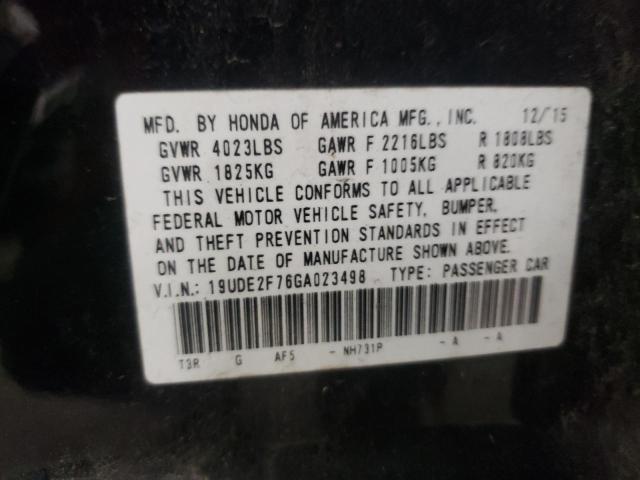 MFD. BY HONDA OF AMERICA MFG., INC. 12/15
GVWR 4023LBS GAWR F 2216LBS R 1808LBS
GVWR 1825KG GAWR F 1005KG R 820KG
THIS VEHICLE CONFORMS TO ALL APPLICABLE
FEDERAL MOTOR VEHICLE SAFETY, BUMPER,
AND THEFT PREVENTION STANDARDS IN EFFECT
ON THE DATE OF MANUFACTURE SHOWN ABOVE.
V.I.N.: 19UDE2F76GA023498 TYPE: PASSENGER CAR
T3R G AF5 - NH731P - A - A